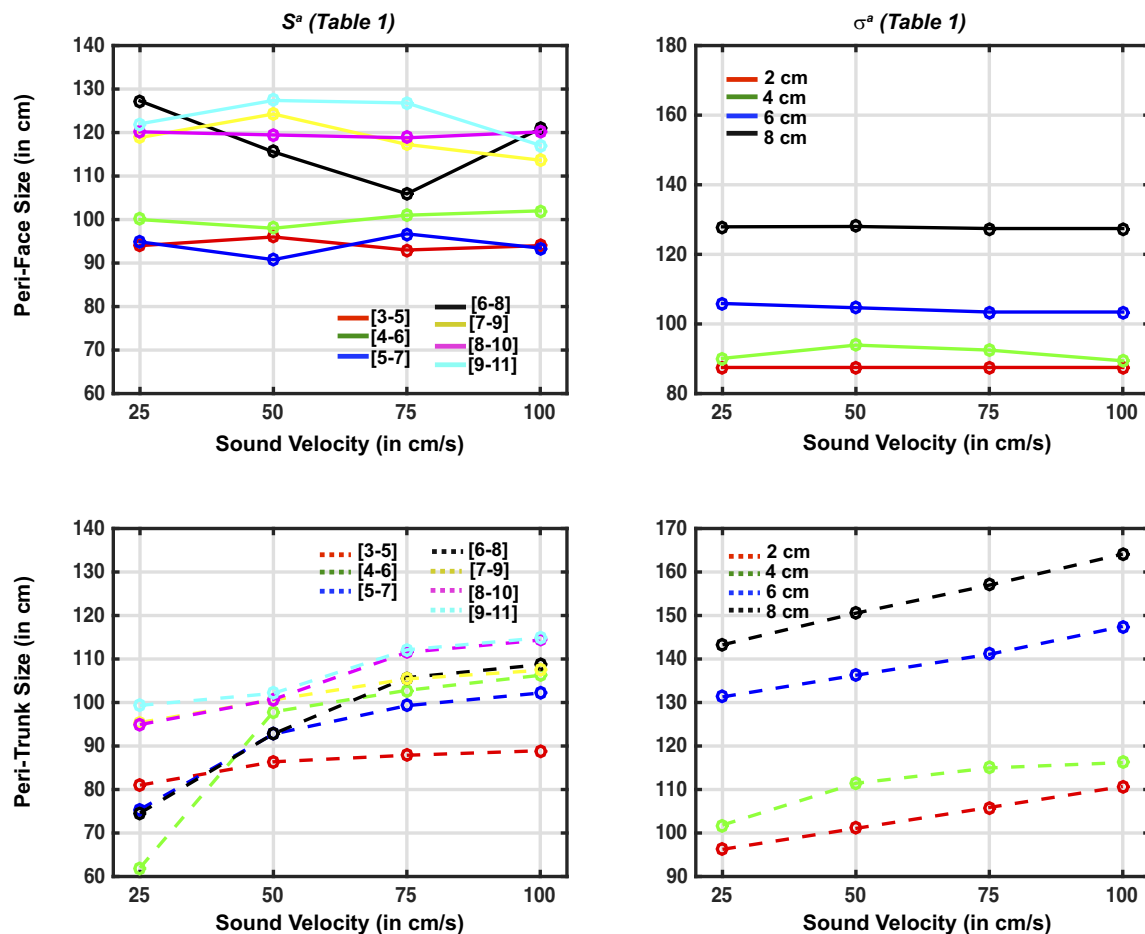 Sᵃ (Table 1)
σᵃ (Table 1)
Peri-Face Size (in cm)
140
130
120
110
100
90
80
70
60
[3-5]
[4-6]
[5-7]
[6-8]
[7-9]
[8-10]
[9-11]
25 50 75 100
Sound Velocity (in cm/s)
180
160
140
120
100
80
2 cm
4 cm
6 cm
8 cm
25 50 75 100
Sound Velocity (in cm/s)
Peri-Trunk Size (in cm)
140
130
120
110
100
90
80
70
60
[3-5]
[4-6]
[5-7]
[6-8]
[7-9]
[8-10]
[9-11]
25 50 75 100
Sound Velocity (in cm/s)
170
160
150
140
130
120
110
100
90
2 cm
4 cm
6 cm
8 cm
25 50 75 100
Sound Velocity (in cm/s)